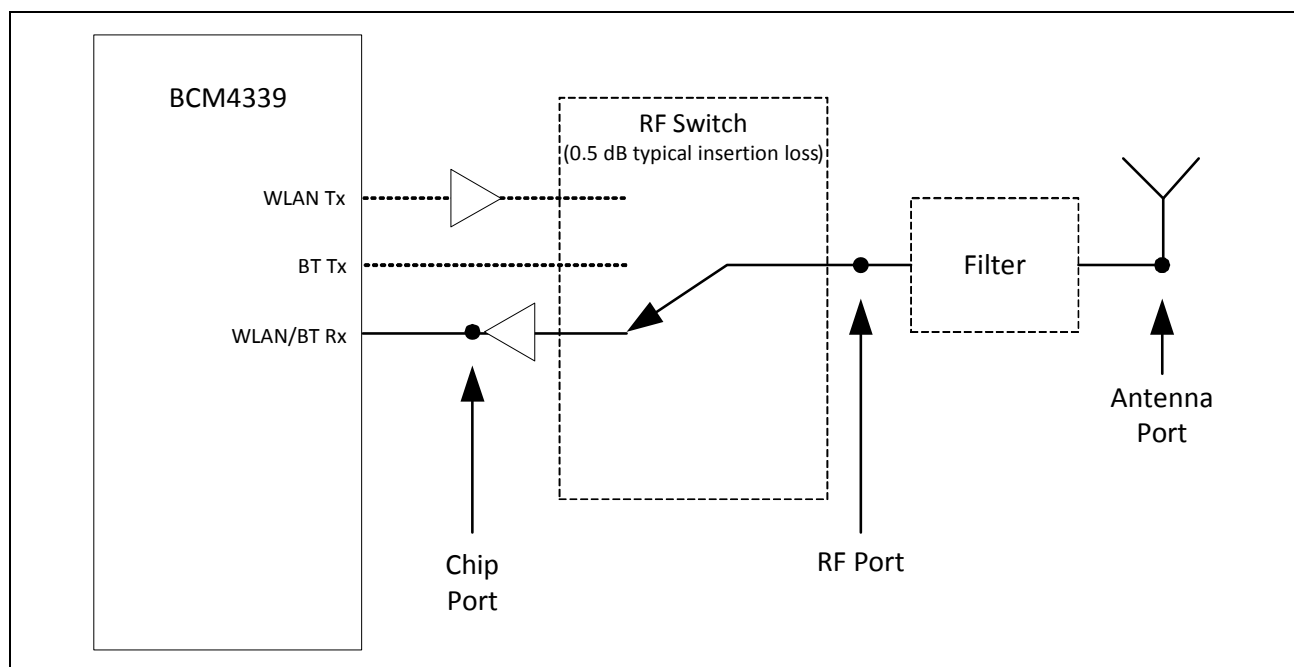 BCM4339
RF Switch
(0.5 dB typical insertion loss)
WLAN Tx
BT Tx
WLAN/BT Rx
Filter
Antenna
Port
Chip
Port
RF Port